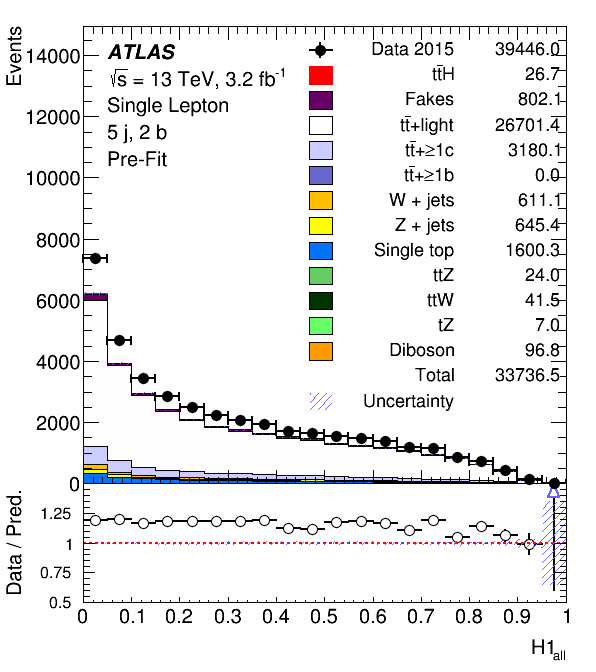 Events
14000
12000
10000
8000
6000
4000
2000
0
ATLAS
√s = 13 TeV, 3.2 fb⁻¹
Single Lepton
5 j, 2 b
Pre-Fit
Data 2015 39446.0
tt̄H 26.7
Fakes 802.1
tt̄+light 26701.4
tt̄+≥1c 3180.1
tt̄+≥1b 0.0
W + jets 611.1
Z + jets 645.4
Single top 1600.3
ttZ 24.0
ttW 41.5
tZ 7.0
Diboson 96.8
Total 33736.5
Uncertainty
Data / Pred.
1.25
1
0.75
0.5
0 0.1 0.2 0.3 0.4 0.5 0.6 0.7 0.8 0.9 1
H1all